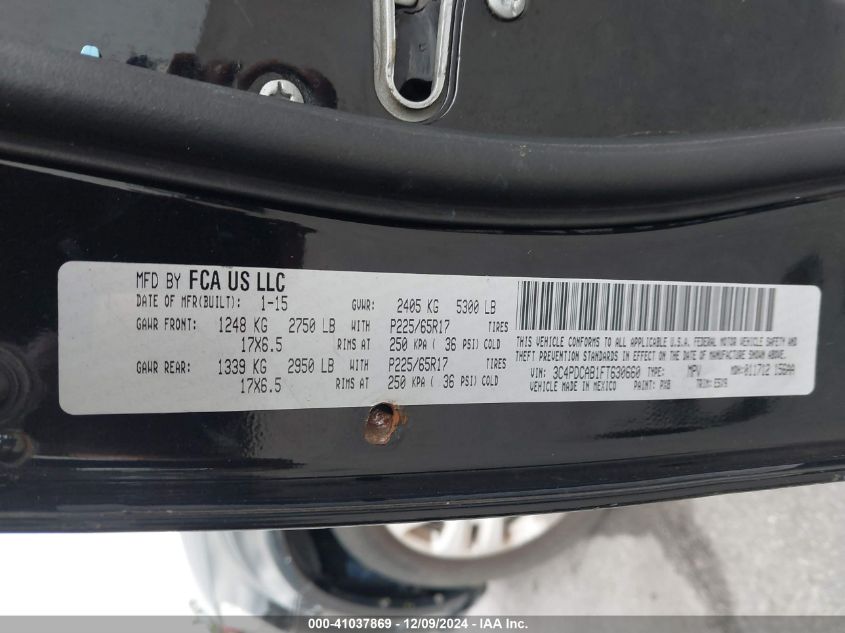 MFD BY FCA US LLC
DATE OF MFR(BUILT): 1-15 GVWR: 2405 KG 5300 LB
GAWR FRONT: 1248 KG 2750 LB WITH P225/65R17 TIRES
17X6.5 RIMS AT 250 KPA ( 36 PSI) COLD
GAWR REAR: 1339 KG 2950 LB WITH P225/65R17 TIRES
17X6.5 RIMS AT 250 KPA ( 36 PSI) COLD
THIS VEHICLE CONFORMS TO ALL APPLICABLE U.S.A. FEDERAL MOTOR VEHICLE SAFETY AND
THEFT PREVENTION STANDARDS IN EFFECT ON THE DATE OF MANUFACTURE SHOWN ABOVE.
VIN: 3C4PDCAB1FT630660 TYPE: MPV MDH: 011712 156AA
VEHICLE MADE IN MEXICO PAINT: PXB TRIM:
000-41037869 - 12/09/2024 - IAA Inc.